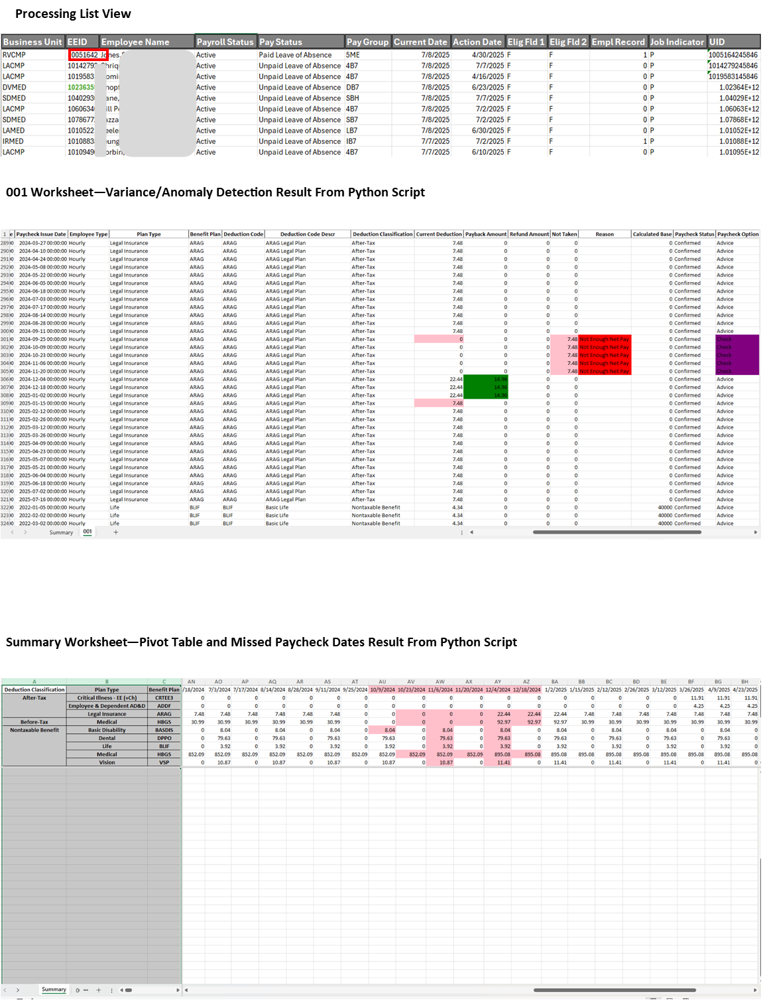 Processing List View
Business Unit EEID Employee Name Payroll Status Pay Status Pay Group Current Date Action Date Elig Fld 1 Elig Fld 2 Empl Record Job Indicator UID
RVCMP 0051642 Active Paid Leave of Absence 5ME 7/8/2025 4/30/2025 F F 1 P 1005164245846
LACMP 1014279 Active Unpaid Leave of Absence 4B7 7/8/2025 7/7/2025 F F 0 P 1014279245846
LACMP 1019583 Active Unpaid Leave of Absence 4B7 7/8/2025 4/16/2025 F F 0 P 1019583145846
DVMED 1023635 Active Unpaid Leave of Absence DB7 7/8/2025 6/23/2025 F F 0 P 1.02364E+12
SDMED 1040293 Active Unpaid Leave of Absence SBH 7/8/2025 7/7/2025 F F 0 P 1.04029E+12
LACMP 1060634 Active Unpaid Leave of Absence 4B7 7/8/2025 7/2/2025 F F 0 P 1.06063E+12
SDMED 1078677 Active Unpaid Leave of Absence SB7 7/8/2025 7/2/2025 F F 0 P 1.07868E+12
LAMED 1010522 Active Unpaid Leave of Absence LB7 7/8/2025 6/30/2025 F F 0 P 1.01052E+12
IRMED 1010883 Active Unpaid Leave of Absence IB7 7/7/2025 7/2/2025 F F 1 P 1.01088E+12
LACMP 1010949 Active Unpaid Leave of Absence 4B7 7/7/2025 6/10/2025 F F 0 P 1.01095E+12
001 Worksheet—Variance/Anomaly Detection Result From Python Script
1 e Paycheck Issue Date Employee Type Plan Type Benefit Plan Deduction Code Deduction Code Descr Deduction Classification Current Deduction Payback Amount Refund Amount Not Taken Reason Calculated Base Paycheck Status Paycheck Option
289 2024-03-27 00:00:00 Hourly Legal Insurance ARAG ARAG ARAG Legal Plan After-Tax 7.48 0 0 0 0 Confirmed Advice
290 2024-04-10 00:00:00 Hourly Legal Insurance ARAG ARAG ARAG Legal Plan After-Tax 7.48 0 0 0 0 Confirmed Advice
291 2024-04-24 00:00:00 Hourly Legal Insurance ARAG ARAG ARAG Legal Plan After-Tax 7.48 0 0 0 0 Confirmed Advice
292 2024-05-08 00:00:00 Hourly Legal Insurance ARAG ARAG ARAG Legal Plan After-Tax 7.48 0 0 0 0 Confirmed Advice
293 2024-05-22 00:00:00 Hourly Legal Insurance ARAG ARAG ARAG Legal Plan After-Tax 7.48 0 0 0 0 Confirmed Advice
294 2024-06-05 00:00:00 Hourly Legal Insurance ARAG ARAG ARAG Legal Plan After-Tax 7.48 0 0 0 0 Confirmed Advice
295 2024-06-18 00:00:00 Hourly Legal Insurance ARAG ARAG ARAG Legal Plan After-Tax 7.48 0 0 0 0 Confirmed Advice
296 2024-07-03 00:00:00 Hourly Legal Insurance ARAG ARAG ARAG Legal Plan After-Tax 7.48 0 0 0 0 Confirmed Advice
297 2024-07-17 00:00:00 Hourly Legal Insurance ARAG ARAG ARAG Legal Plan After-Tax 7.48 0 0 0 0 Confirmed Advice
298 2024-08-14 00:00:00 Hourly Legal Insurance ARAG ARAG ARAG Legal Plan After-Tax 7.48 0 0 0 0 Confirmed Advice
299 2024-08-28 00:00:00 Hourly Legal Insurance ARAG ARAG ARAG Legal Plan After-Tax 7.48 0 0 0 0 Confirmed Advice
300 2024-09-11 00:00:00 Hourly Legal Insurance ARAG ARAG ARAG Legal Plan After-Tax 7.48 0 0 0 0 Confirmed Advice
301 2024-09-25 00:00:00 Hourly Legal Insurance ARAG ARAG ARAG Legal Plan After-Tax 0 0 0 7.48 Not Enough Net Pay 0 Confirmed Check
302 2024-10-09 00:00:00 Hourly Legal Insurance ARAG ARAG ARAG Legal Plan After-Tax 0 0 0 7.48 Not Enough Net Pay 0 Confirmed Check
303 2024-10-23 00:00:00 Hourly Legal Insurance ARAG ARAG ARAG Legal Plan After-Tax 0 0 0 7.48 Not Enough Net Pay 0 Confirmed Check
304 2024-11-06 00:00:00 Hourly Legal Insurance ARAG ARAG ARAG Legal Plan After-Tax 0 0 0 7.48 Not Enough Net Pay 0 Confirmed Check
305 2024-11-20 00:00:00 Hourly Legal Insurance ARAG ARAG ARAG Legal Plan After-Tax 0 0 0 7.48 Not Enough Net Pay 0 Confirmed Check
306 2024-12-04 00:00:00 Hourly Legal Insurance ARAG ARAG ARAG Legal Plan After-Tax 22.44 14.96 0 0 0 Confirmed Advice
307 2024-12-18 00:00:00 Hourly Legal Insurance ARAG ARAG ARAG Legal Plan After-Tax 22.44 14.96 0 0 0 Confirmed Advice
308 2025-01-02 00:00:00 Hourly Legal Insurance ARAG ARAG ARAG Legal Plan After-Tax 22.44 14.96 0 0 0 Confirmed Advice
309 2025-01-15 00:00:00 Hourly Legal Insurance ARAG ARAG ARAG Legal Plan After-Tax 7.48 0 0 0 0 Confirmed Advice
310 2025-02-12 00:00:00 Hourly Legal Insurance ARAG ARAG ARAG Legal Plan After-Tax 7.48 0 0 0 0 Confirmed Advice
311 2025-02-26 00:00:00 Hourly Legal Insurance ARAG ARAG ARAG Legal Plan After-Tax 7.48 0 0 0 0 Confirmed Advice
312 2025-03-12 00:00:00 Hourly Legal Insurance ARAG ARAG ARAG Legal Plan After-Tax 7.48 0 0 0 0 Confirmed Advice
313 2025-03-26 00:00:00 Hourly Legal Insurance ARAG ARAG ARAG Legal Plan After-Tax 7.48 0 0 0 0 Confirmed Advice
314 2025-04-09 00:00:00 Hourly Legal Insurance ARAG ARAG ARAG Legal Plan After-Tax 7.48 0 0 0 0 Confirmed Advice
315 2025-04-23 00:00:00 Hourly Legal Insurance ARAG ARAG ARAG Legal Plan After-Tax 7.48 0 0 0 0 Confirmed Advice
316 2025-05-07 00:00:00 Hourly Legal Insurance ARAG ARAG ARAG Legal Plan After-Tax 7.48 0 0 0 0 Confirmed Advice
317 2025-05-21 00:00:00 Hourly Legal Insurance ARAG ARAG ARAG Legal Plan After-Tax 7.48 0 0 0 0 Confirmed Advice
318 2025-06-04 00:00:00 Hourly Legal Insurance ARAG ARAG ARAG Legal Plan After-Tax 7.48 0 0 0 0 Confirmed Advice
319 2025-06-18 00:00:00 Hourly Legal Insurance ARAG ARAG ARAG Legal Plan After-Tax 7.48 0 0 0 0 Confirmed Advice
320 2025-07-02 00:00:00 Hourly Legal Insurance ARAG ARAG ARAG Legal Plan After-Tax 7.48 0 0 0 0 Confirmed Advice
321 2025-07-16 00:00:00 Hourly Legal Insurance ARAG ARAG ARAG Legal Plan After-Tax 7.48 0 0 0 0 Confirmed Advice
322 2022-01-05 00:00:00 Hourly Life BLIF BLIF Basic Life Nontaxable Benefit 4.34 0 0 0 40000 Confirmed Advice
323 2022-02-02 00:00:00 Hourly Life BLIF BLIF Basic Life Nontaxable Benefit 4.34 0 0 0 40000 Confirmed Advice
324 2022-03-02 00:00:00 Hourly Life BLIF BLIF Basic Life Nontaxable Benefit 4.34 0 0 0 40000 Confirmed Advice
Summary 001 +
Summary Worksheet—Pivot Table and Missed Paycheck Dates Result From Python Script
A B C AN AO AP AQ AR AS AT AU AV AW AX AY AZ BA BB BC BD BE BF BG BH
Deduction Classification Plan Type Benefit Plan /18/2024 7/3/2024 7/17/2024 8/14/2024 8/28/2024 9/11/2024 9/25/2024 10/9/2024 10/23/2024 11/6/2024 11/20/2024 12/4/2024 12/18/2024 1/2/2025 1/15/2025 2/12/2025 2/26/2025 3/12/2025 3/26/2025 4/9/2025 4/23/2025
After-Tax Critical Illness - EE (+Ch) CRTEE3 0 0 0 0 0 0 0 0 0 0 0 0 0 0 0 0 0 0 11.91 11.91 11.91
Employee & Dependent AD&D ADDF 0 0 0 0 0 0 0 0 0 0 0 0 0 0 0 0 0 0 4.25 4.25 4.25
Legal Insurance ARAG 7.48 7.48 7.48 7.48 7.48 7.48 0 0 0 0 0 22.44 22.44 22.44 7.48 7.48 7.48 7.48 7.48 7.48 7.48
Before-Tax Medical HBGS 30.99 30.99 30.99 30.99 30.99 30.99 0 0 0 0 0 92.97 92.97 92.97 30.99 30.99 30.99 30.99 30.99 30.99 30.99
Nontaxable Benefit Basic Disability BASDIS 0 8.04 0 8.04 0 8.04 0 8.04 0 8.04 0 8.04 0 8.04 0 8.04 0 8.04 0 8.04 0
Dental DPPO 0 79.63 0 79.63 0 79.63 0 79.63 0 79.63 0 79.63 0 79.63 0 79.63 0 79.63 0 79.63 0
Life BLIF 0 3.92 0 3.92 0 3.92 0 3.92 0 3.92 0 3.92 0 3.92 0 3.92 0 3.92 0 3.92 0
Medical HBGS 852.09 852.09 852.09 852.09 852.09 852.09 852.09 852.09 852.09 852.09 852.09 895.08 895.08 895.08 895.08 895.08 895.08 895.08 895.08 895.08 895.08
Vision VSP 0 10.87 0 10.87 0 10.87 0 10.87 0 10.87 0 11.41 0 11.41 0 11.41 0 11.41 0 11.41 0
Summary +